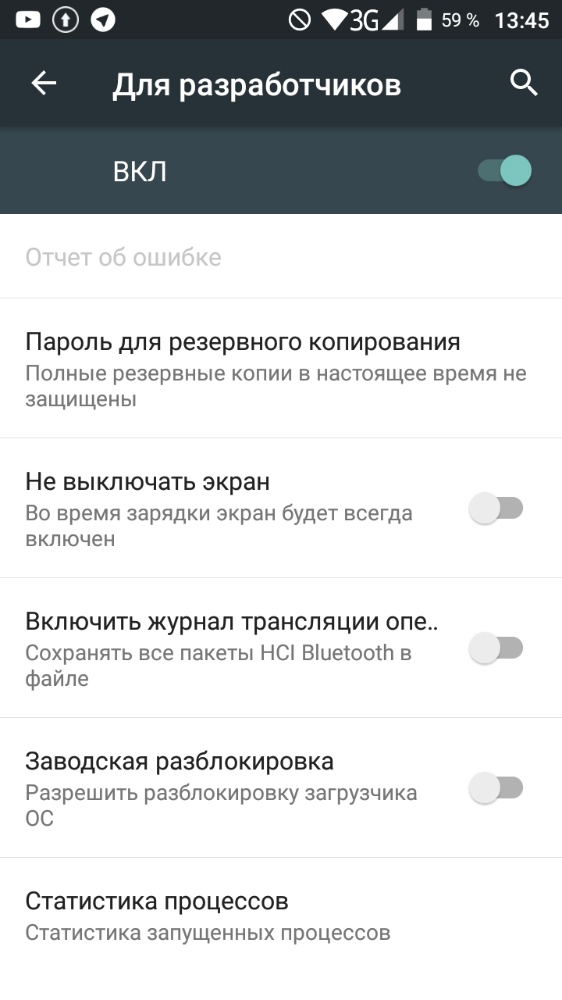 3G 59 % 13:45
Для разработчиков
ВКЛ
Отчет об ошибке
Пароль для резервного копирования
Полные резервные копии в настоящее время не
защищены
Не выключать экран
Во время зарядки экран будет всегда
включен
Включить журнал трансляции опе..
Сохранять все пакеты HCI Bluetooth в
файле
Заводская разблокировка
Разрешить разблокировку загрузчика
ОС
Статистика процессов
Статистика запущенных процессов